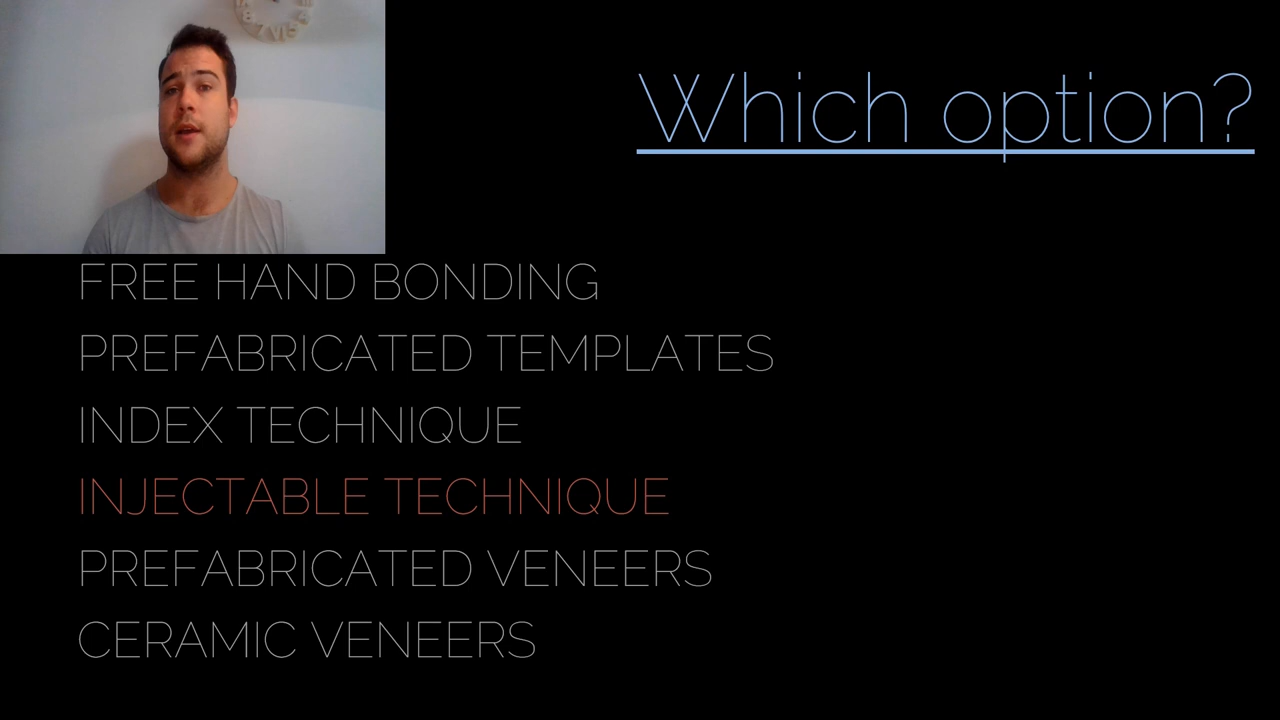 Which option?
FREE HAND BONDING
PREFABRICATED TEMPLATES
INDEX TECHNIQUE
INJECTABLE TECHNIQUE
PREFABRICATED VENEERS
CERAMIC VENEERS